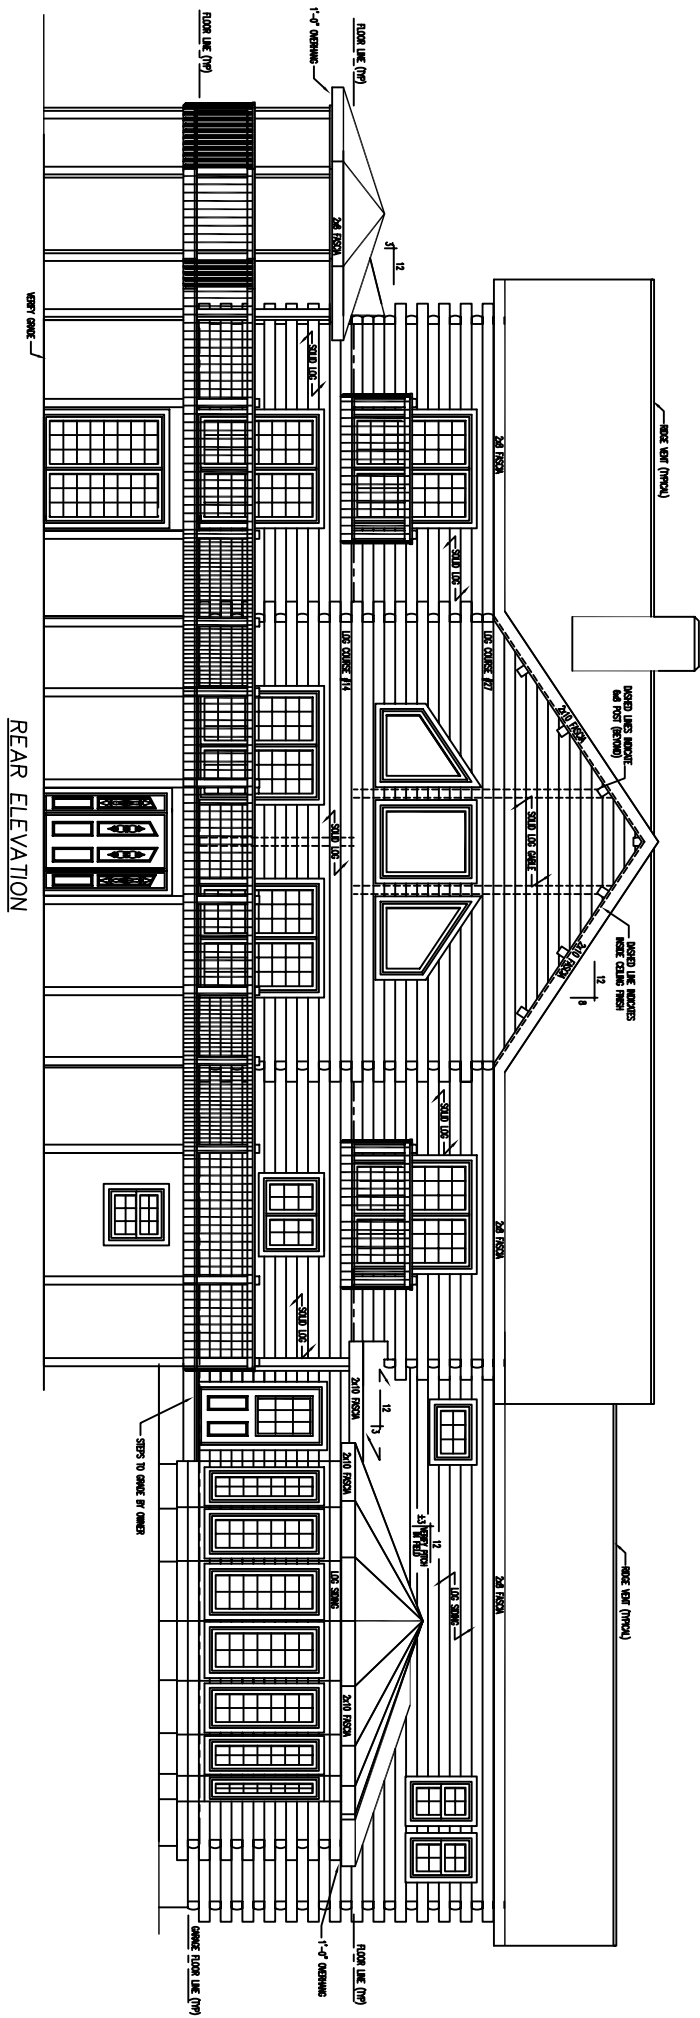 RIDGE VENT (TYPICAL)
DASHED LINES INDICATE
6x6 POST (BEYOND)
2x10 FASCIA
SOLID LOG GABLE
2x10 FASCIA
DASHED LINE INDICATES
INSIDE CEILING FINISH
12
8
RIDGE VENT (TYPICAL)
2x8 FASCIA
LOG COURSE #27
2x8 FASCIA
2x8 FASCIA
SOLID LOG
SOLID LOG
LOG SIDING
12
3
12
±3 VERIFY PITCH
IN FIELD
12
3
FLOOR LINE (TYP)
1'-0" OVERHANG
2x8 FASCIA
LOG COURSE #14
2x10 FASCIA
2x10 FASCIA
2x10 FASCIA
FLOOR LINE (TYP)
SOLID LOG
SOLID LOG
SOLID LOG
LOG SIDING
1'-0" OVERHANG
FLOOR LINE (TYP)
GARAGE FLOOR LINE (TYP)
STEPS TO GRADE BY OWNER
VERIFY GRADE
REAR ELEVATION